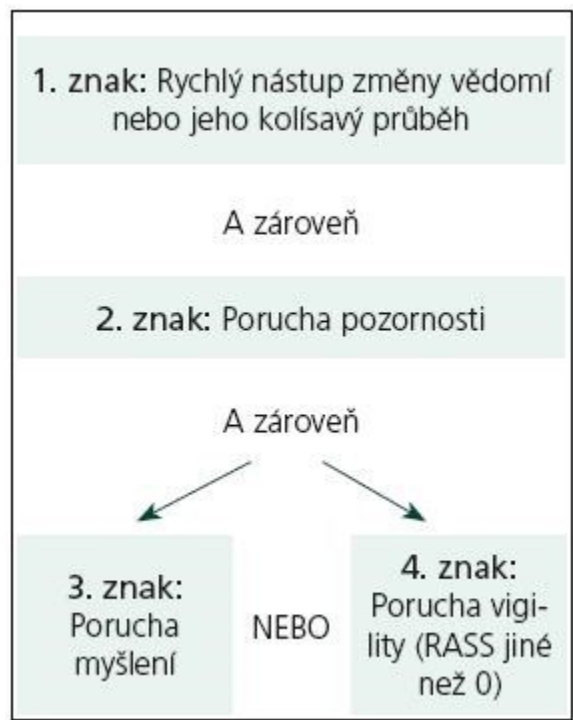 1. znak: Rychlý nástup změny vědomí
nebo jeho kolísavý průběh
A zároveň
2. znak: Porucha pozornosti
A zároveň
3. znak:
Porucha
myšlení
NEBO
4. znak:
Porucha vigi-
lity (RASS jiné
než 0)